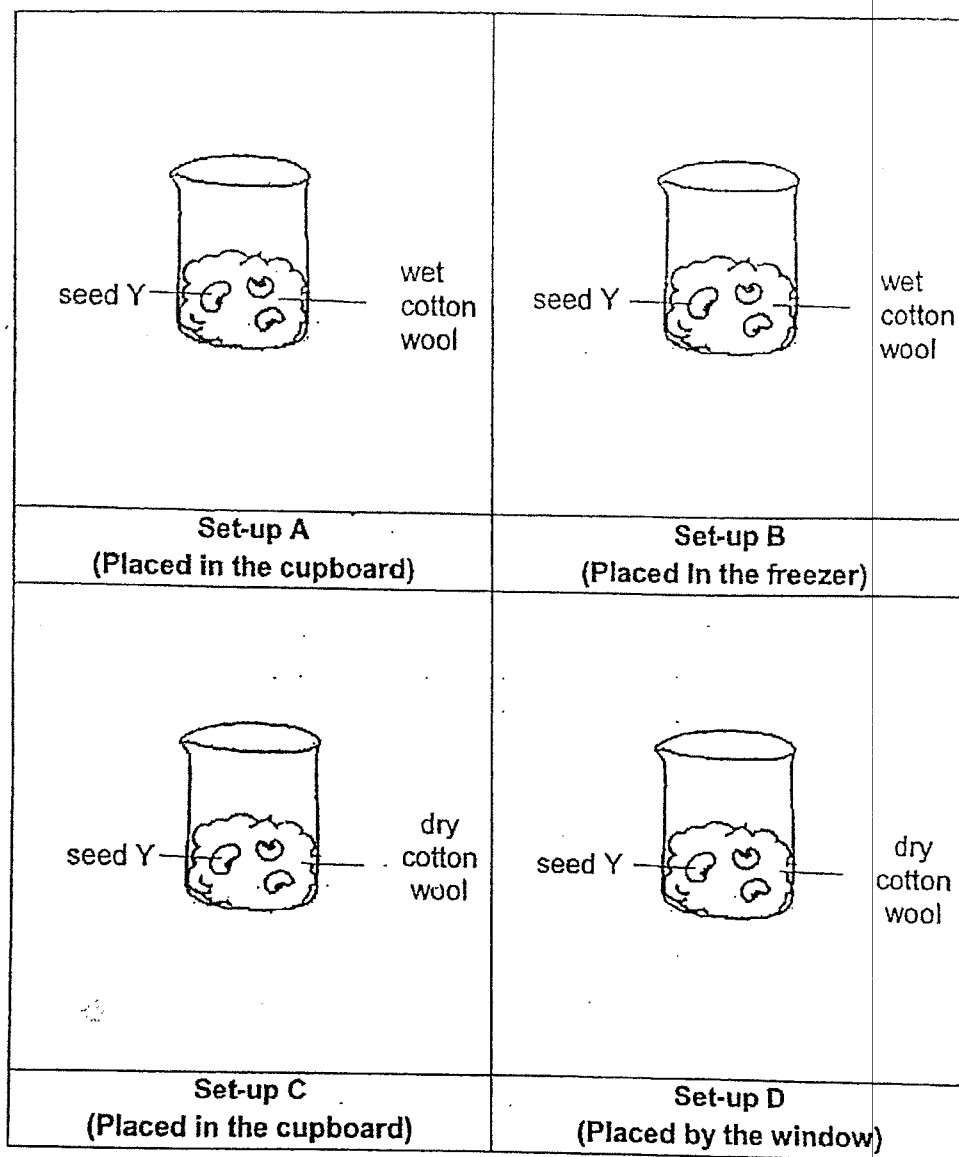 seed Y
wet
cotton
wool
Set-up A
(Placed in the cupboard)
seed Y
wet
cotton
wool
Set-up B
(Placed In the freezer)
seed Y
dry
cotton
wool
Set-up C
(Placed in the cupboard)
seed Y
dry
cotton
wool
Set-up D
(Placed by the window)